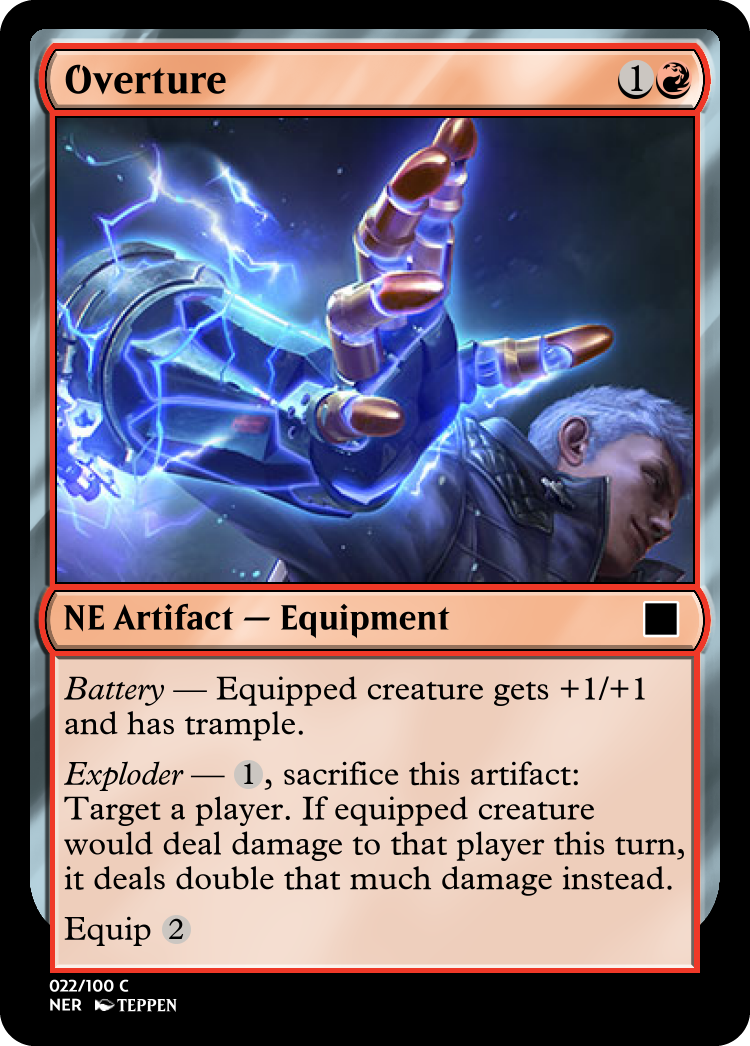 Overture 1
NE Artifact — Equipment
Battery — Equipped creature gets +1/+1
and has trample.
Exploder — 1, sacrifice this artifact:
Target a player. If equipped creature
would deal damage to that player this turn,
it deals double that much damage instead.
Equip 2
022/100 C
NER TEPPEN